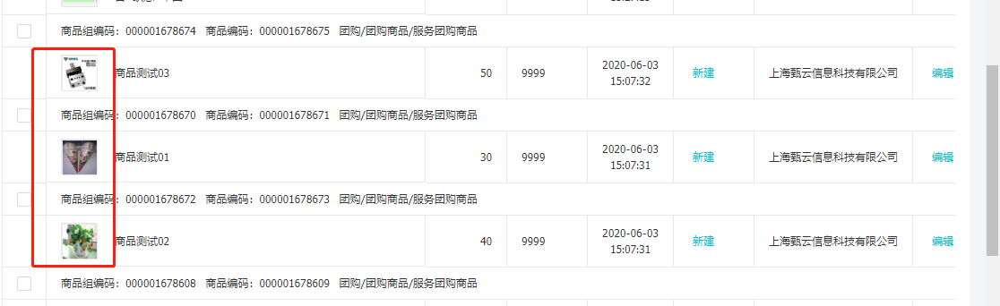 商品组编码：000001678674 商品编码：000001678675 团购/团购商品/服务团购商品
商品测试03 50 9999 2020-06-03 15:07:32 新建 上海甄云信息科技有限公司 编辑
商品组编码：000001678670 商品编码：000001678671 团购/团购商品/服务团购商品
商品测试01 30 9999 2020-06-03 15:07:31 新建 上海甄云信息科技有限公司 编辑
商品组编码：000001678672 商品编码：000001678673 团购/团购商品/服务团购商品
商品测试02 40 9999 2020-06-03 15:07:31 新建 上海甄云信息科技有限公司 编辑
商品组编码：000001678608 商品编码：000001678609 团购/团购商品/服务团购商品